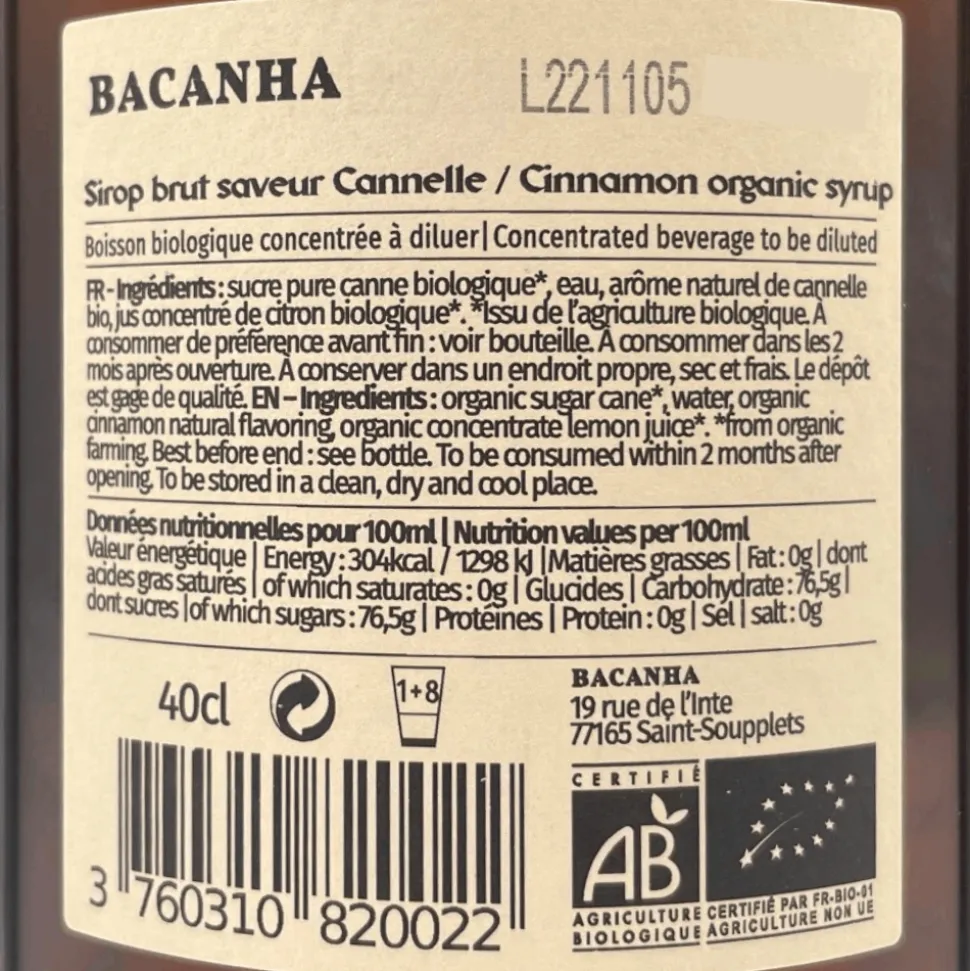 BACANHA
L221105
Sirop brut saveur Cannelle / Cinnamon organic syrup
Boisson biologique concentrée à diluer| Concentrated beverage to be diluted
FR - Ingrédients : sucre pure canne biologique*, eau, arôme naturel de cannelle
bio, jus concentré de citron biologique*. *Issu de l'agriculture biologique. À
consommer de préférence avant fin : voir bouteille. À consommer dans les 2
mois après ouverture. À conserver dans un endroit propre, sec et frais. Le dépôt
est gage de qualité. EN – Ingredients : organic sugar cane*, water, organic
cinnamon natural flavoring, organic concentrate lemon juice*. *from organic
farming. Best before end : see bottle. To be consumed within 2 months after
opening. To be stored in a clean, dry and cool place.
Données nutritionnelles pour 100ml | Nutrition values per 100ml
Valeur énergétique | Energy : 304kcal / 1298 kJ |Matières grasses | Fat : 0g | dont
acides gras saturés | of which saturates : 0g | Glucides | Carbohydrate : 76,5g |
dont sucres |of which sugars : 76,5g | Protéines | Protein : 0g | Sel | salt : 0g
40cl
1+8
BACANHA
19 rue de l'Inte
77165 Saint-Soupplets
CERTIFIÉ
AB
AGRICULTURE
BIOLOGIQUE
CERTIFIÉ PAR FR-BIO-01
AGRICULTURE NON UE
3 760310 820022